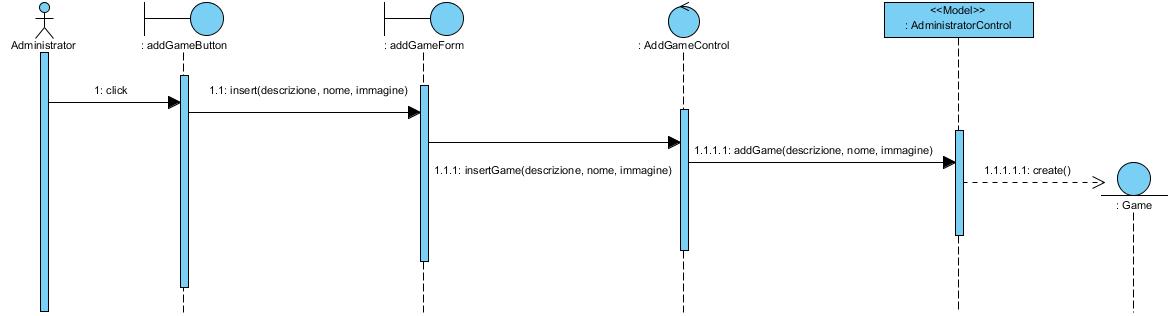 <<Model>>
: AdministratorControl
Administrator
: addGameButton
: addGameForm
: AddGameControl
1: click
1.1: insert(descrizione, nome, immagine)
1.1.1: insertGame(descrizione, nome, immagine)
1.1.1.1: addGame(descrizione, nome, immagine)
1.1.1.1.1: create()
: Game